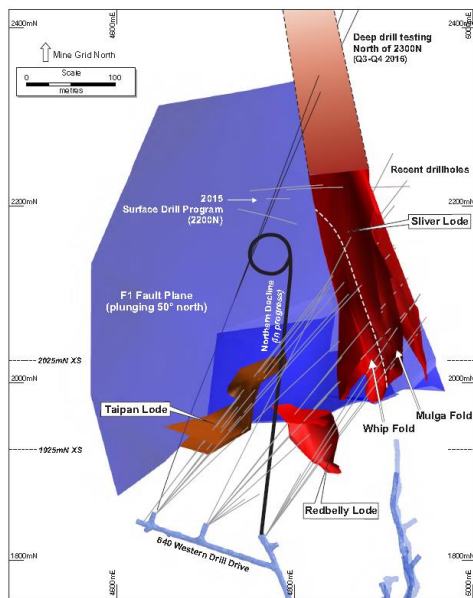 2400mN
4600mE
6000mE
Mine Grid North
Scale
0
100
metres
Deep drill testing
North of 2300N
(Q3-Q4 2016)
Recent drillholes
2015
Surface Drill Program
(2200N)
2200mN
2200mN
Sliver Lode
F1 Fault Plane
(plunging 50° north)
Northern Decline
(In progress)
2025mN XS
2000mN
2000mN
Mulga Fold
Whip Fold
Taipan Lode
1925mN XS
Redbelly Lode
640 Western Drill Drive
1800mN
1800mN
4600mE